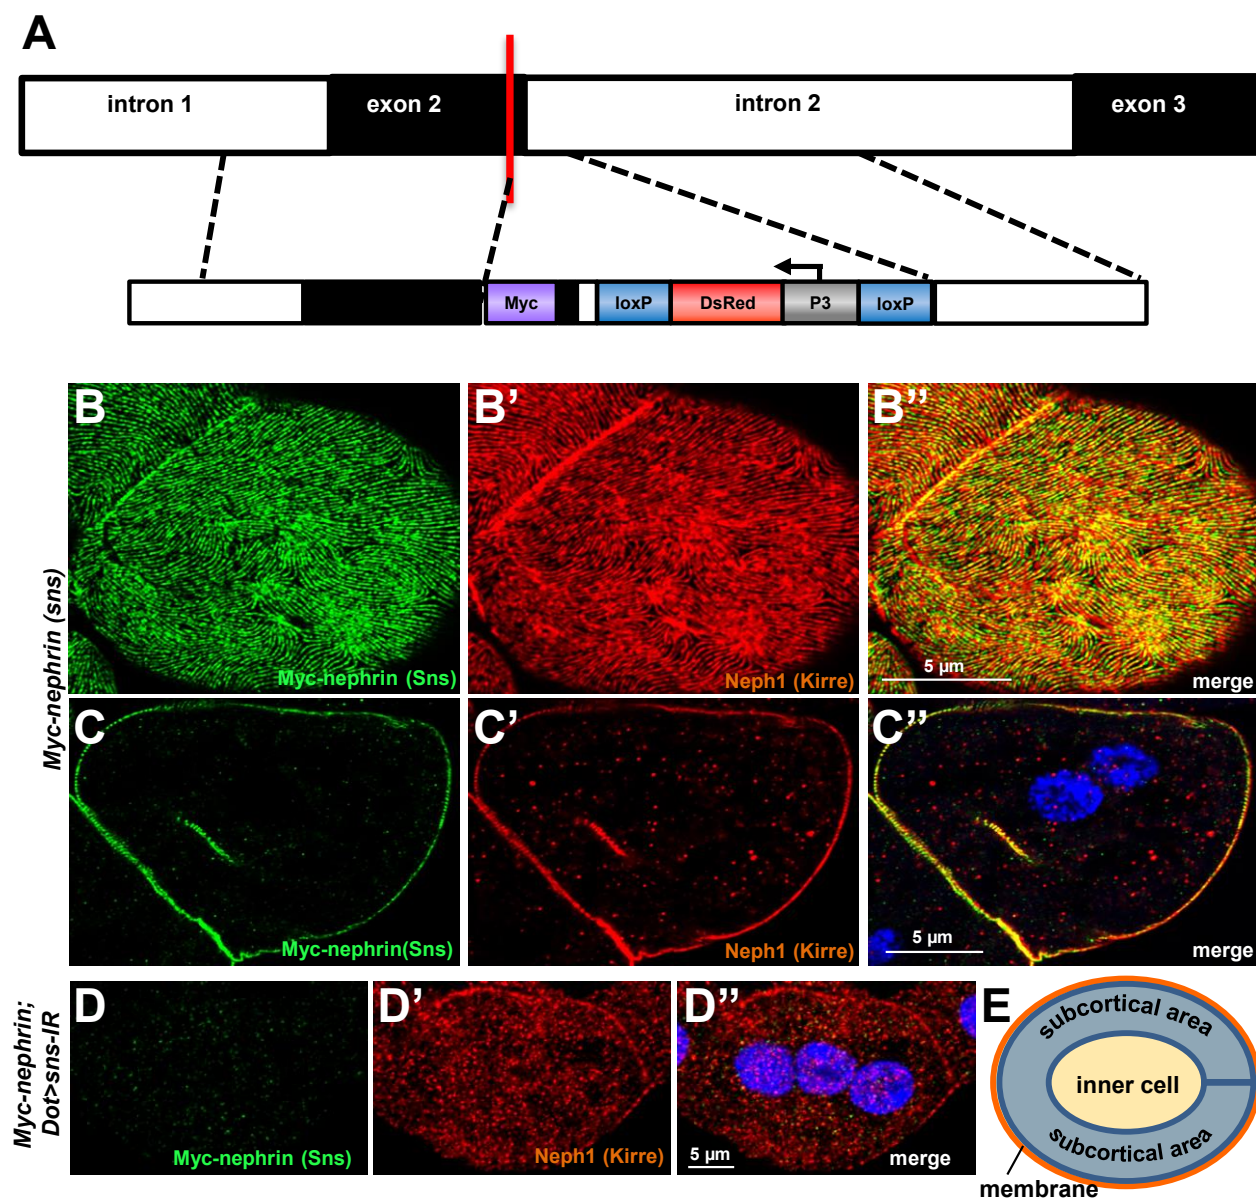 A
intron 1 exon 2 intron 2 exon 3
Myc loxP DsRed P3 loxP
Myc-nephrin (sns)
B B’ B’’
Myc-nephrin (Sns) Neph1 (Kirre) 5 µm merge
C C’ C’’
Myc-nephrin(Sns) Neph1 (Kirre) 5 µm merge
Myc-nephrin;
Dot>sns-IR
D D’ D’’ E
Myc-nephrin (Sns) Neph1 (Kirre) 5 µm merge
subcortical area
inner cell
subcortical area
membrane